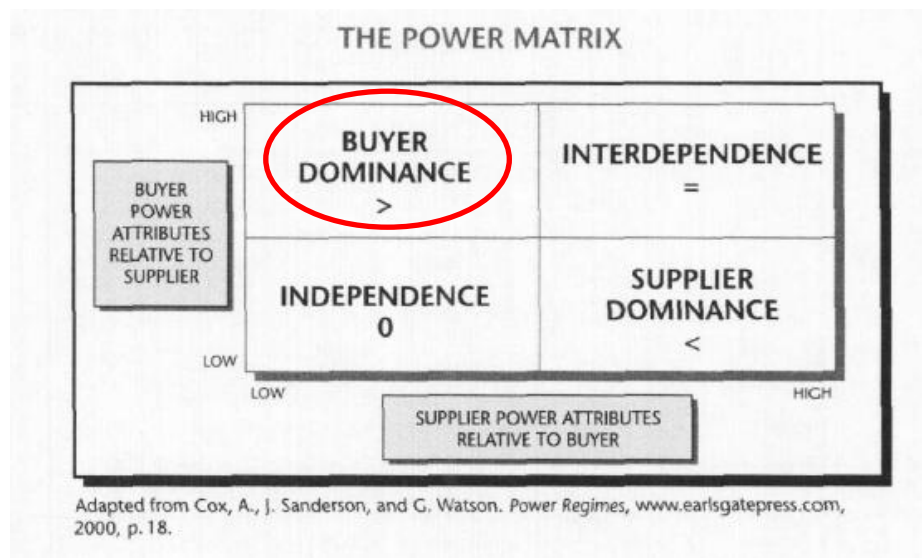 THE POWER MATRIX
HIGH
BUYER
DOMINANCE
>
INTERDEPENDENCE
=
BUYER
POWER
ATTRIBUTES
RELATIVE TO
SUPPLIER
INDEPENDENCE
0
SUPPLIER
DOMINANCE
<
LOW
LOW
HIGH
SUPPLIER POWER ATTRIBUTES
RELATIVE TO BUYER
Adapted from Cox, A., J. Sanderson, and G. Watson. Power Regimes, www.earlsgatepress.com,
2000, p. 18.